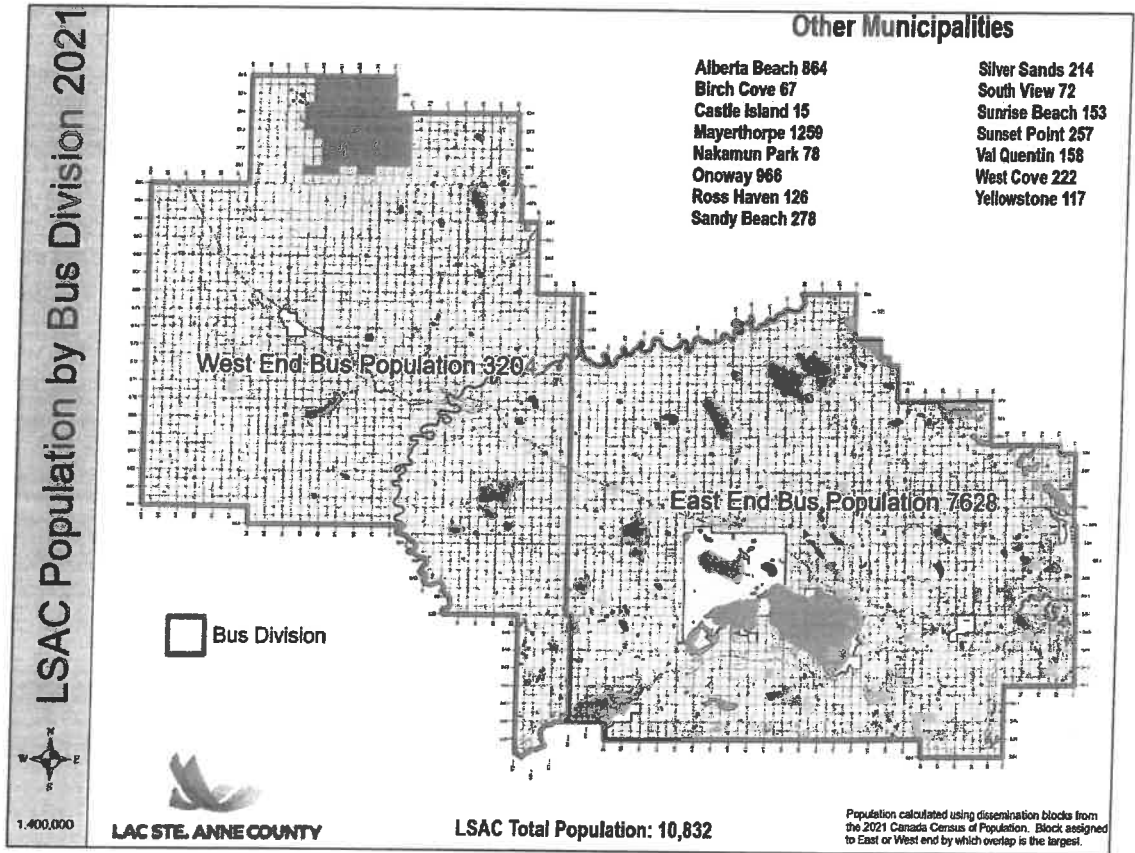 LSAC Population by Bus Division 2021
Other Municipalities
Alberta Beach 864
Birch Cove 67
Castle Island 15
Mayerthorpe 1259
Nakamun Park 78
Onoway 966
Ross Haven 126
Sandy Beach 278
Silver Sands 214
South View 72
Sunrise Beach 153
Sunset Point 257
Val Quentin 158
West Cove 222
Yellowstone 117
West End Bus Population 3204
East End Bus Population 7628
Bus Division
N
W E
S
1:400,000
LAC STE. ANNE COUNTY
LSAC Total Population: 10,832
Population calculated using dissemination blocks from
the 2021 Canada Census of Population. Block assigned
to East or West end by which overlap is the largest.